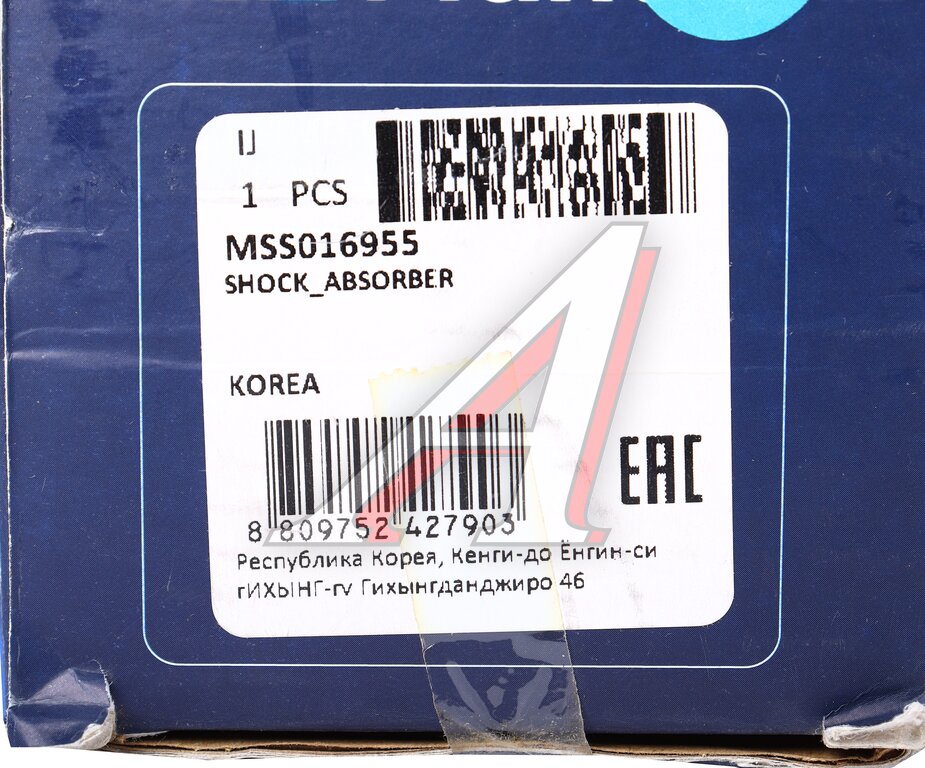 IJ
1 PCS
MSS016955
SHOCK_ABSORBER
KOREA
EAC
8 809752 427903
Республика Корея, Кенги-до Ёнгин-си
гИХЫНГ-rv Гихынгданджиро 46